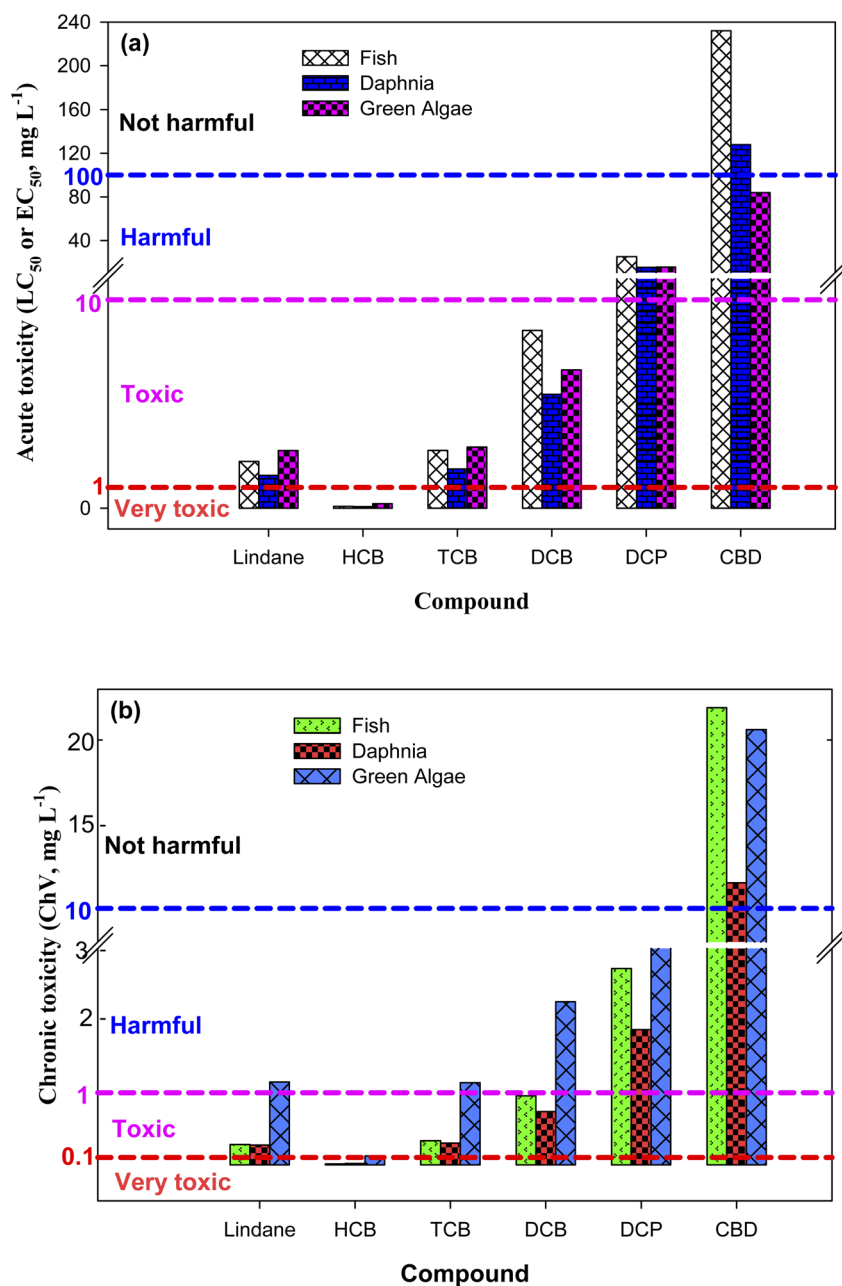 (a)
Fish
Daphnia
Green Algae
240
200
160
120
100
80
40
10
1
0
Not harmful
Harmful
Toxic
Very toxic
Acute toxicity (LC50 or EC50, mg L-1)
Lindane HCB TCB DCB DCP CBD
Compound
(b)
Fish
Daphnia
Green Algae
20
15
10
3
2
1
0.1
Not harmful
Harmful
Toxic
Very toxic
Chronic toxicity (ChV, mg L-1)
Lindane HCB TCB DCB DCP CBD
Compound